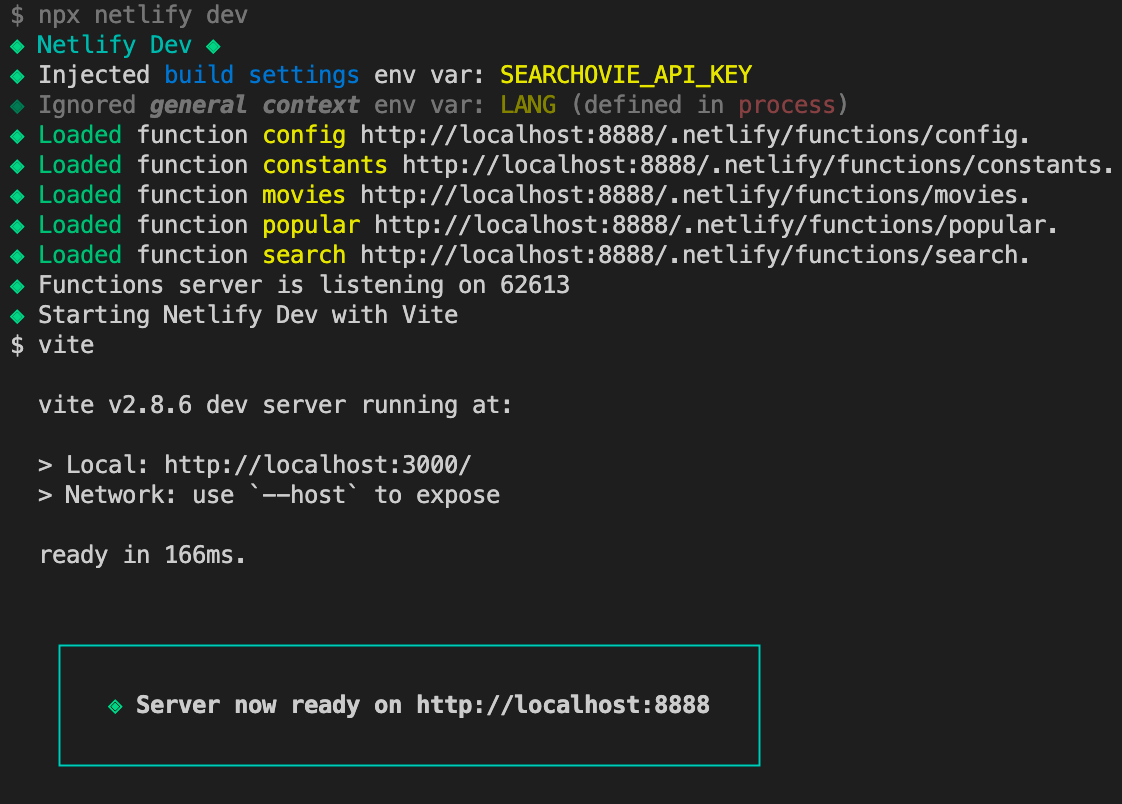 $ npx netlify dev
◈ Netlify Dev ◈
◈ Injected build settings env var: SEARCHOVIE_API_KEY
◈ Ignored general context env var: LANG (defined in process)
◈ Loaded function config http://localhost:8888/.netlify/functions/config.
◈ Loaded function constants http://localhost:8888/.netlify/functions/constants.
◈ Loaded function movies http://localhost:8888/.netlify/functions/movies.
◈ Loaded function popular http://localhost:8888/.netlify/functions/popular.
◈ Loaded function search http://localhost:8888/.netlify/functions/search.
◈ Functions server is listening on 62613
◈ Starting Netlify Dev with Vite
$ vite
vite v2.8.6 dev server running at:
> Local: http://localhost:3000/
> Network: use `--host` to expose
ready in 166ms.
◈ Server now ready on http://localhost:8888